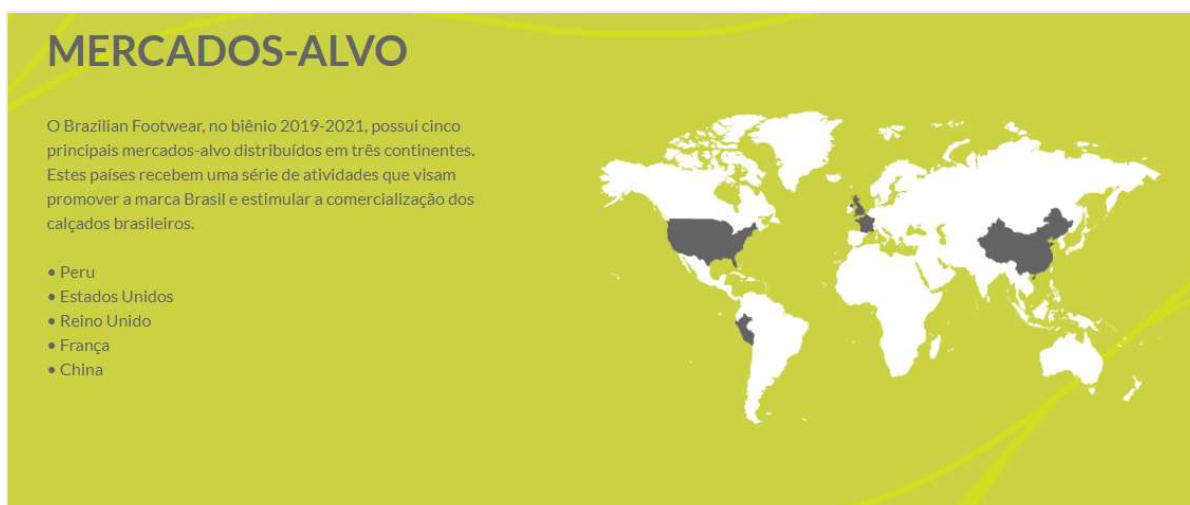 MERCADOS-ALVO
O Brazilian Footwear, no biênio 2019-2021, possui cinco
principais mercados-alvo distribuídos em três continentes.
Estes países recebem uma série de atividades que visam
promover a marca Brasil e estimular a comercialização dos
calçados brasileiros.
• Peru
• Estados Unidos
• Reino Unido
• França
• China